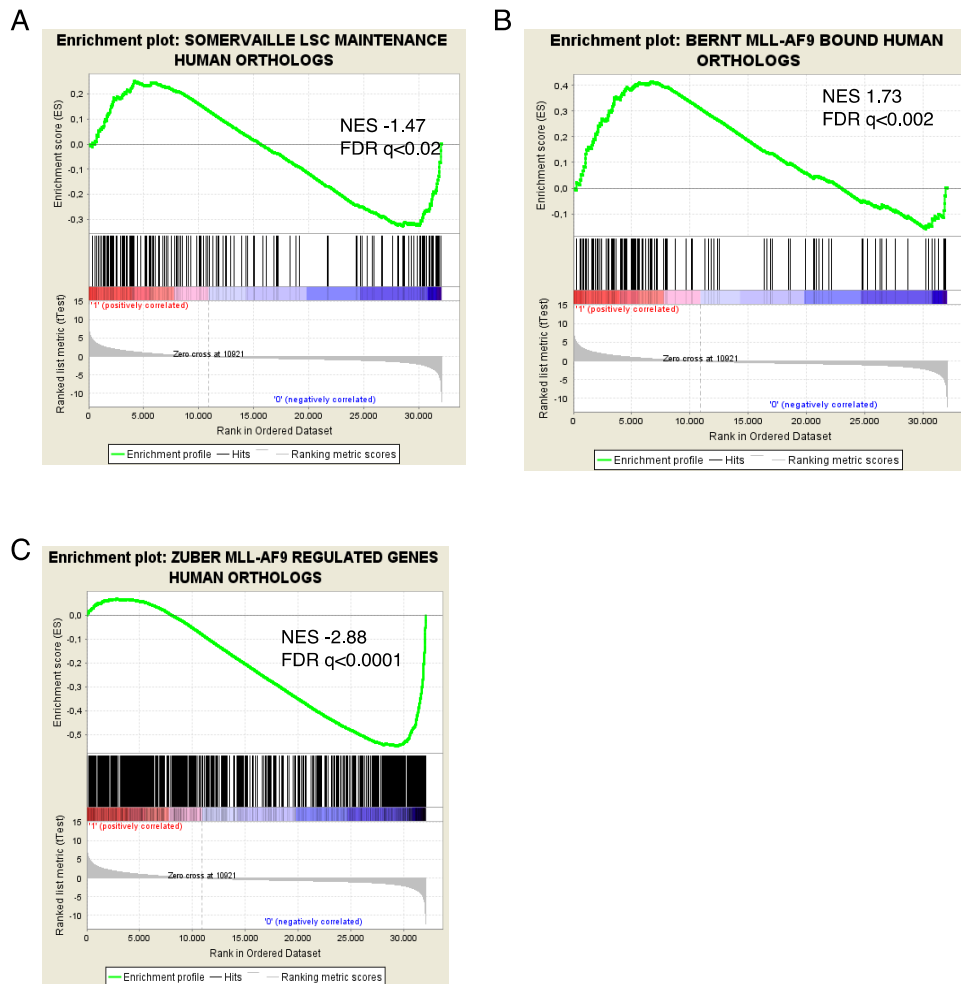 A
Enrichment plot: SOMERVAILLE LSC MAINTENANCE
HUMAN ORTHOLOGS
Enrichment score (ES)
0,2
0,1
0,0
-0,1
-0,2
-0,3
NES -1.47
FDR q<0.02
'1' (positively correlated)
Ranked list metric (tTest)
15
10
5
0
-5
-10
Zero cross at 10921
'0' (negatively correlated)
0 5.000 10.000 15.000 20.000 25.000 30.000
Rank in Ordered Dataset
Enrichment profile Hits Ranking metric scores
B
Enrichment plot: BERNT MLL-AF9 BOUND HUMAN
ORTHOLOGS
Enrichment score (ES)
0,4
0,3
0,2
0,1
0,0
-0,1
NES 1.73
FDR q<0.002
'1' (positively correlated)
Ranked list metric (tTest)
15
10
5
0
-5
-10
Zero cross at 10921
'0' (negatively correlated)
0 5.000 10.000 15.000 20.000 25.000 30.000
Rank in Ordered Dataset
Enrichment profile Hits Ranking metric scores
C
Enrichment plot: ZUBER MLL-AF9 REGULATED GENES
HUMAN ORTHOLOGS
Enrichment score (ES)
0,0
-0,1
-0,2
-0,3
-0,4
-0,5
NES -2.88
FDR q<0.0001
'1' (positively correlated)
Ranked list metric (tTest)
15
10
5
0
-5
-10
Zero cross at 10921
'0' (negatively correlated)
0 5.000 10.000 15.000 20.000 25.000 30.000
Rank in Ordered Dataset
Enrichment profile Hits Ranking metric scores